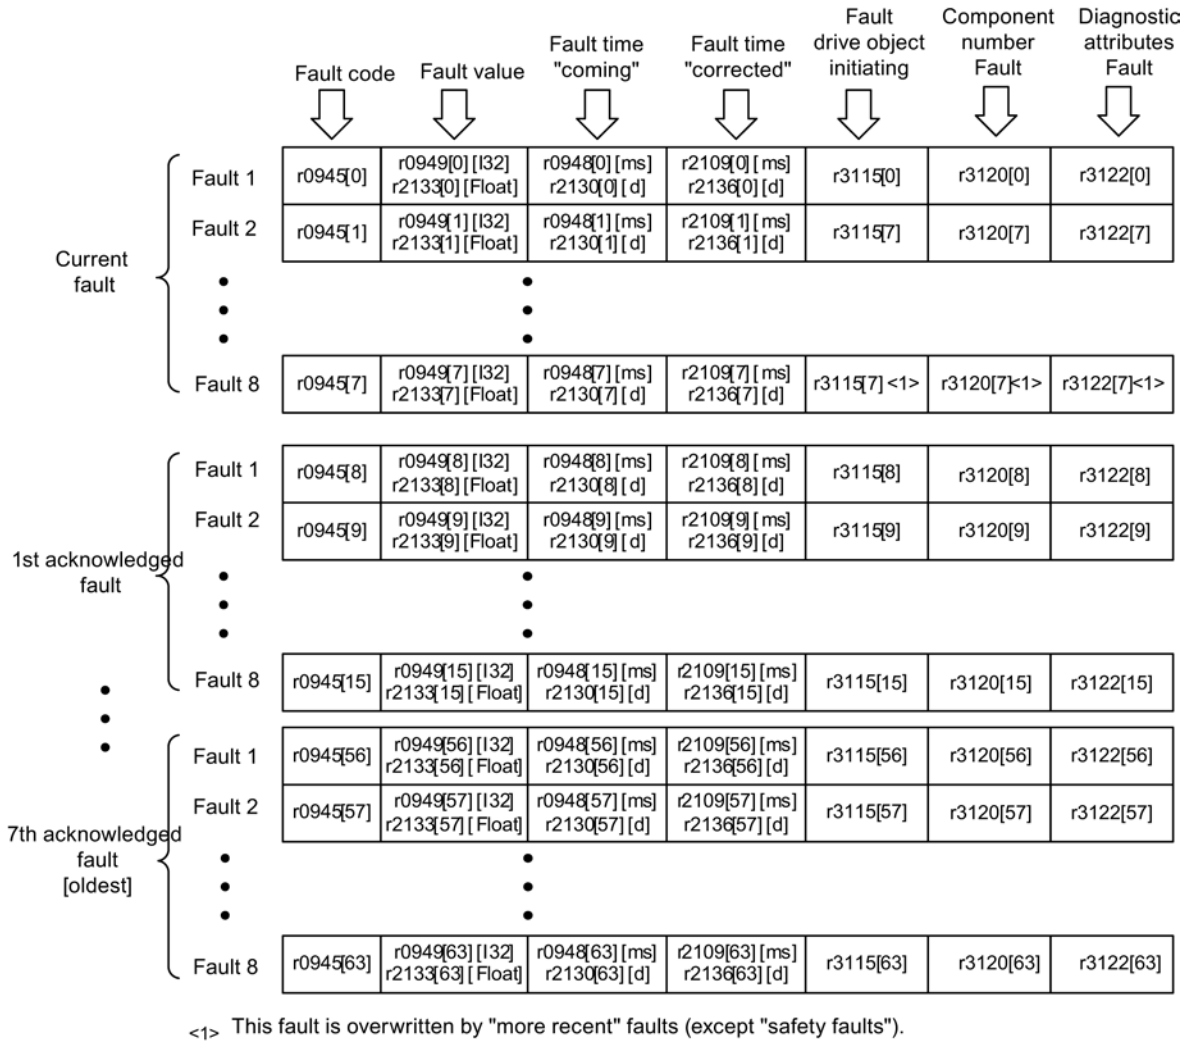 Fault code
Fault value
Fault time
"coming"
Fault time
"corrected"
Fault
drive object
initiating
Component
number
Fault
Diagnostic
attributes
Fault
Current
fault
Fault 1
r0945[0]
r0949[0] [I32]
r2133[0] [Float]
r0948[0] [ms]
r2130[0] [d]
r2109[0] [ms]
r2136[0] [d]
r3115[0]
r3120[0]
r3122[0]
Fault 2
r0945[1]
r0949[1] [I32]
r2133[1] [Float]
r0948[1] [ms]
r2130[1] [d]
r2109[1] [ms]
r2136[1] [d]
r3115[7]
r3120[7]
r3122[7]
Fault 8
r0945[7]
r0949[7] [I32]
r2133[7] [Float]
r0948[7] [ms]
r2130[7] [d]
r2109[7] [ms]
r2136[7] [d]
r3115[7] <1>
r3120[7]<1>
r3122[7]<1>
1st acknowledged
fault
Fault 1
r0945[8]
r0949[8] [I32]
r2133[8] [Float]
r0948[8] [ms]
r2130[8] [d]
r2109[8] [ms]
r2136[8] [d]
r3115[8]
r3120[8]
r3122[8]
Fault 2
r0945[9]
r0949[9] [I32]
r2133[9] [Float]
r0948[9] [ms]
r2130[9] [d]
r2109[9] [ms]
r2136[9] [d]
r3115[9]
r3120[9]
r3122[9]
Fault 8
r0945[15]
r0949[15] [I32]
r2133[15] [Float]
r0948[15] [ms]
r2130[15] [d]
r2109[15] [ms]
r2136[15] [d]
r3115[15]
r3120[15]
r3122[15]
7th acknowledged
fault
[oldest]
Fault 1
r0945[56]
r0949[56] [I32]
r2133[56] [Float]
r0948[56] [ms]
r2130[56] [d]
r2109[56] [ms]
r2136[56] [d]
r3115[56]
r3120[56]
r3122[56]
Fault 2
r0945[57]
r0949[57] [I32]
r2133[57] [Float]
r0948[57] [ms]
r2130[57] [d]
r2109[57] [ms]
r2136[57] [d]
r3115[57]
r3120[57]
r3122[57]
Fault 8
r0945[63]
r0949[63] [I32]
r2133[63] [Float]
r0948[63] [ms]
r2130[63] [d]
r2109[63] [ms]
r2136[63] [d]
r3115[63]
r3120[63]
r3122[63]
<1> This fault is overwritten by "more recent" faults (except "safety faults").